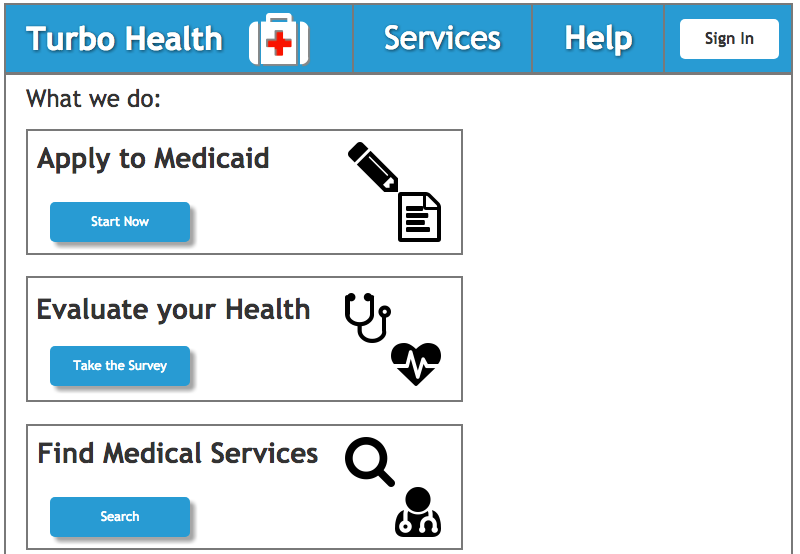 Turbo Health
Services
Help
Sign In
What we do:
Apply to Medicaid
Start Now
Evaluate your Health
Take the Survey
Find Medical Services
Search